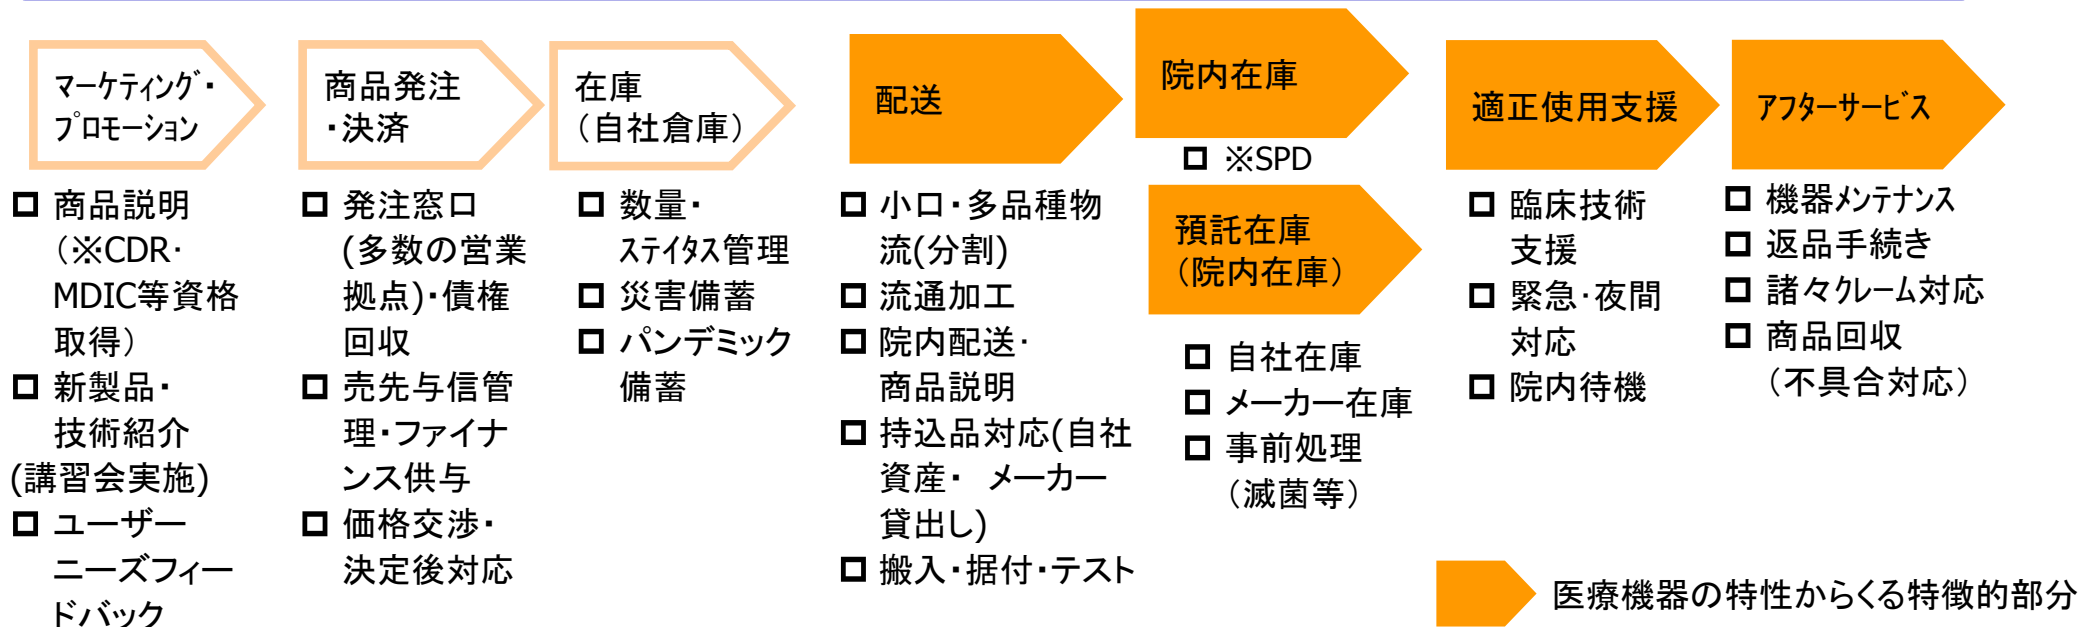 マーケティング・
プロモーション
商品説明
（※CDR・
MDIC等資格
取得）
新製品・
技術紹介
(講習会実施)
ユーザー
ニーズフィー
ドバック
商品発注
・決済
発注窓口
(多数の営業
拠点)・債権
回収
売先与信管
理・ファイナ
ンス供与
価格交渉・
決定後対応
在庫
（自社倉庫）
数量・
ステイタス管理
災害備蓄
パンデミック
備蓄
配送
小口・多品種物
流(分割)
流通加工
院内配送・
商品説明
持込品対応(自社
資産・ メーカー
貸出し)
搬入・据付・テスト
院内在庫
※SPD
預託在庫
（院内在庫）
自社在庫
メーカー在庫
事前処理
（滅菌等）
適正使用支援
臨床技術
支援
緊急・夜間
対応
院内待機
アフターサービス
機器メンテナンス
返品手続き
諸々クレーム対応
商品回収
（不具合対応）
医療機器の特性からくる特徴的部分